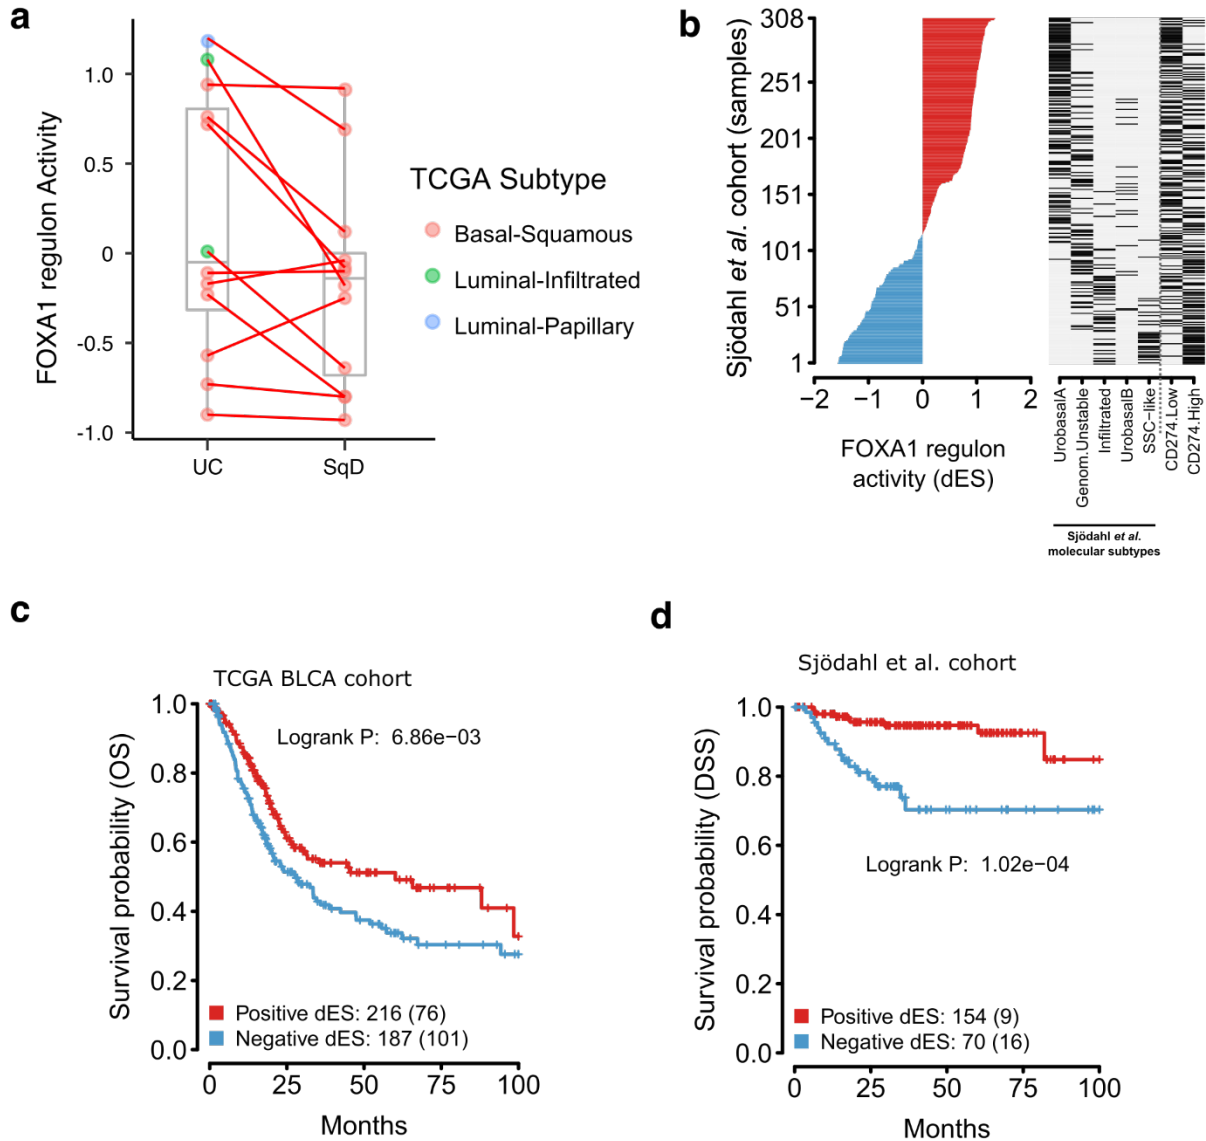 a
FOXA1 regulon Activity
1.0
0.5
0
-0.5
-1.0
UC
SqD
TCGA Subtype
Basal-Squamous
Luminal-Infiltrated
Luminal-Papillary
b
Sjödahl et al. cohort (samples)
308
251
201
151
101
51
1
−2
−1
0
1
2
FOXA1 regulon
activity (dES)
UrobasalA
Genom.Unstable
Infiltrated
UrobasalB
SSC−like
CD274.Low
CD274.High
Sjödahl et al.
molecular subtypes
c
TCGA BLCA cohort
Survival probability (OS)
1.0
0.8
0.6
0.4
0.2
0.0
Logrank P: 6.86e−03
Positive dES: 216 (76)
Negative dES: 187 (101)
0
25
50
75
100
Months
d
Sjödahl et al. cohort
Survival probability (DSS)
1.0
0.8
0.6
0.4
0.2
0.0
Logrank P: 1.02e−04
Positive dES: 154 (9)
Negative dES: 70 (16)
0
25
50
75
100
Months